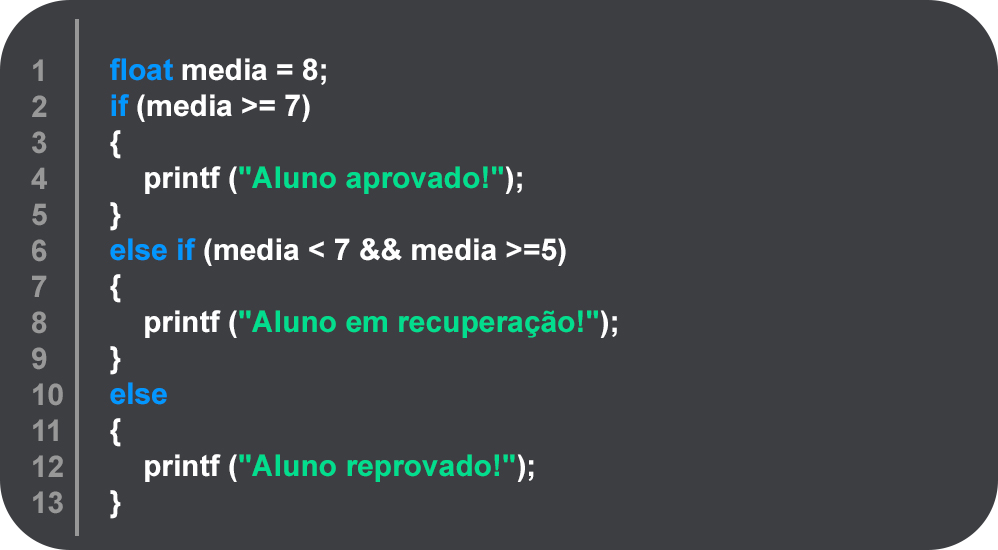 1 float media = 8;
2 if (media >= 7)
3 {
4 printf ("Aluno aprovado!");
5 }
6 else if (media < 7 && media >=5)
7 {
8 printf ("Aluno em recuperação!");
9 }
10 else
11 {
12 printf ("Aluno reprovado!");
13 }